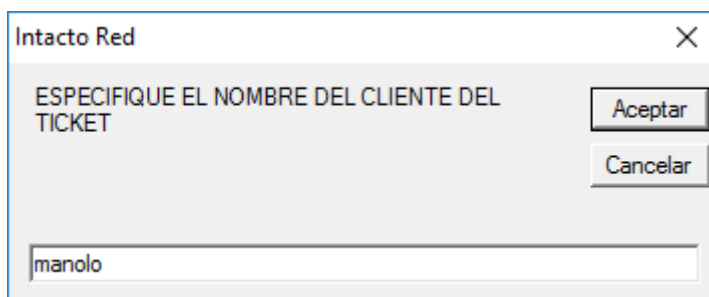 Intacto Red
ESPECIFIQUE EL NOMBRE DEL CLIENTE DEL
TICKET
Aceptar
Cancelar
manolo